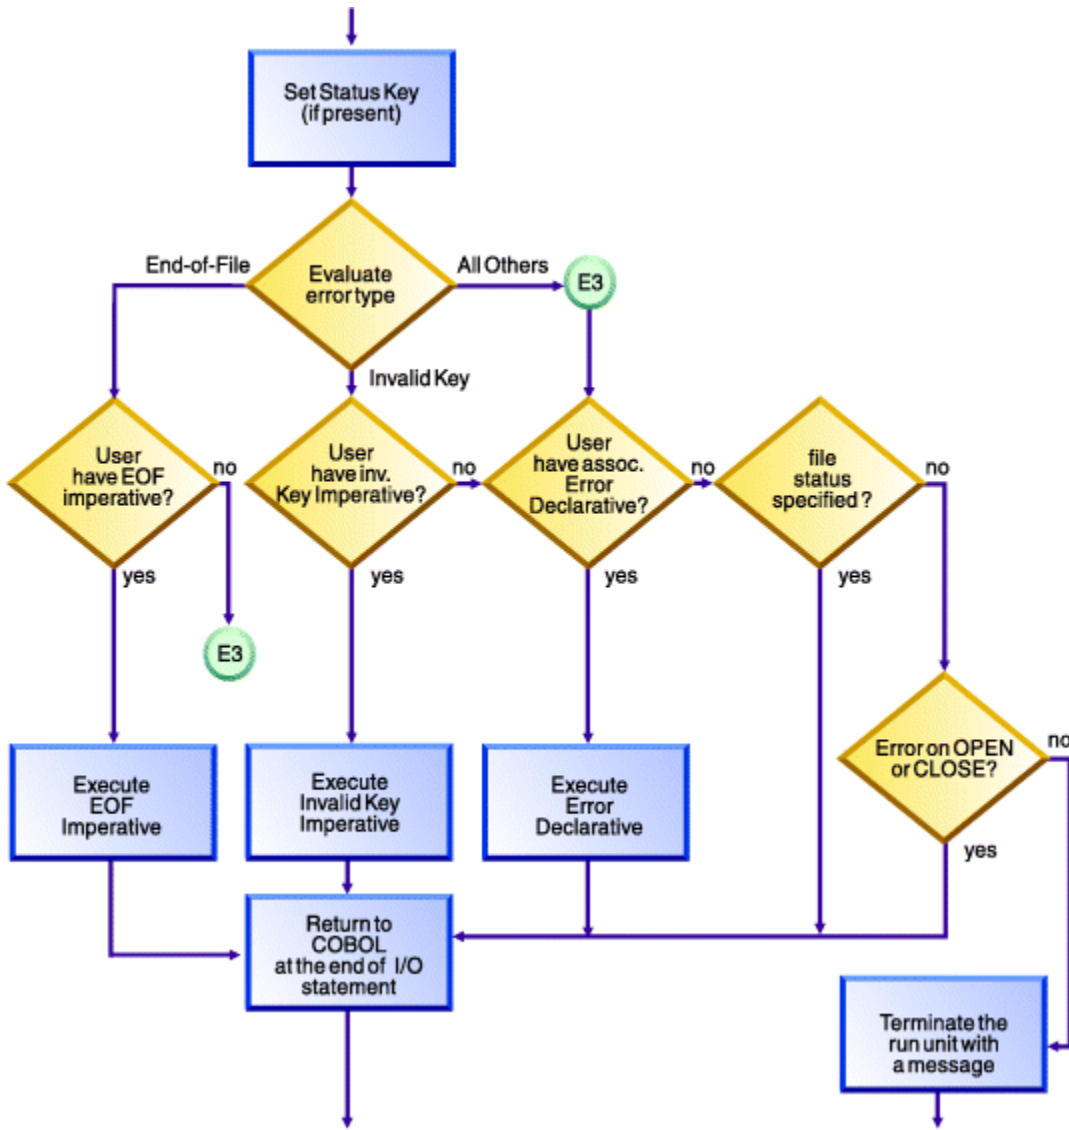 Set Status Key
(if present)
End-of-File
All Others
Evaluate
error type
E3
Invalid Key
User
have EOF
imperative?
no
User
have inv.
Key Imperative?
no
User
have assoc.
Error
Declarative?
no
file
status
specified ?
no
yes
yes
yes
yes
E3
Error on OPEN
or CLOSE?
no
yes
Execute
EOF
Imperative
Execute
Invalid Key
Imperative
Execute
Error
Declarative
Return to
COBOL
at the end of I/O
statement
Terminate the
run unit with
a message